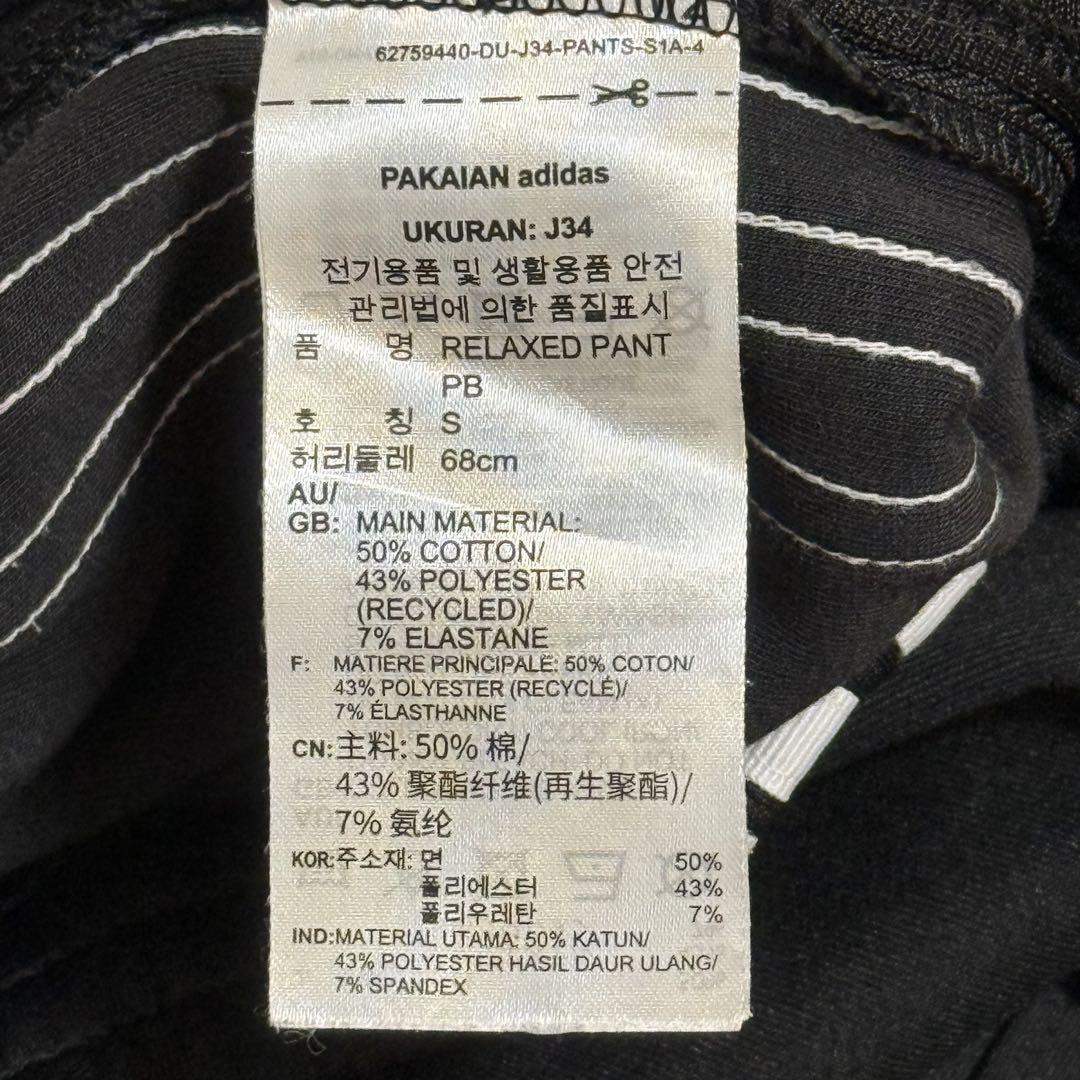 62759440-DU-J34-PANTS-S1A-4
PAKAIAN adidas
UKURAN: J34
전기용품 및 생활용품 안전
관리법에 의한 품질표시
품 명 RELAXED PANT
PB
호 칭 S
허리둘레 68cm
AU/
GB: MAIN MATERIAL:
50% COTTON/
43% POLYESTER
(RECYCLED)/
7% ELASTANE
F: MATIERE PRINCIPALE: 50% COTON/
43% POLYESTER (RECYCLÉ)/
7% ÉLASTHANNE
CN: 主料: 50% 棉/
43% 聚酯纤维(再生聚酯)/
7% 氨纶
KOR: 주소재: 면 50%
폴리에스터 43%
폴리우레탄 7%
IND: MATERIAL UTAMA: 50% KATUN/
43% POLYESTER HASIL DAUR ULANG/
7% SPANDEX